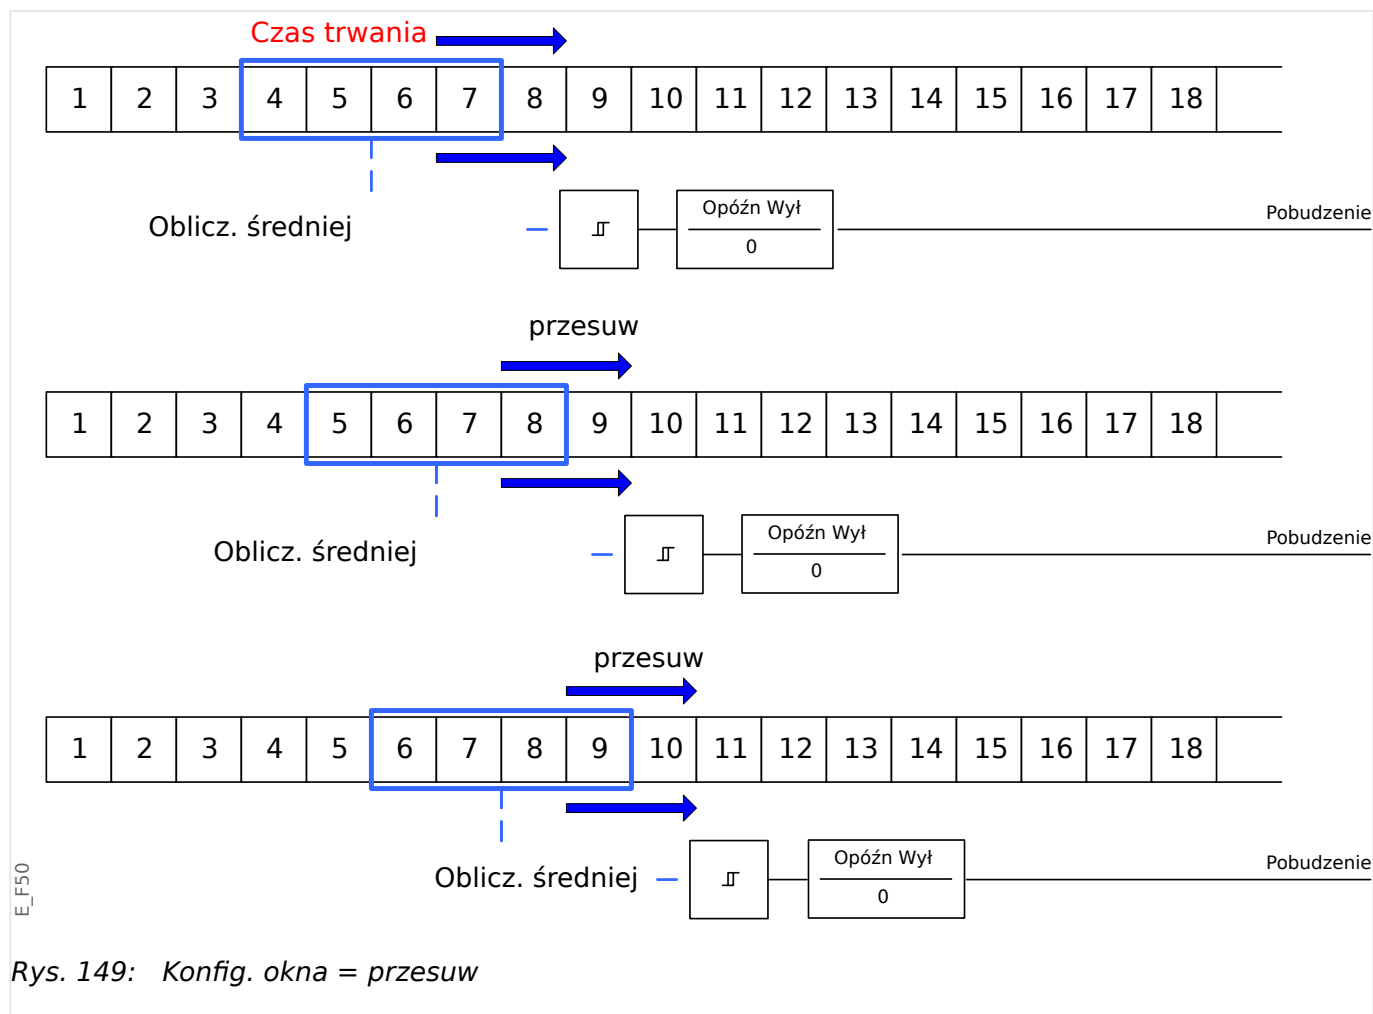 Czas trwania
1 2 3 4 5 6 7 8 9 10 11 12 13 14 15 16 17 18
Oblicz. średniej
Opóźn Wył
0
Pobudzenie
przesuw
1 2 3 4 5 6 7 8 9 10 11 12 13 14 15 16 17 18
Oblicz. średniej
Opóźn Wył
0
Pobudzenie
przesuw
1 2 3 4 5 6 7 8 9 10 11 12 13 14 15 16 17 18
Oblicz. średniej
Opóźn Wył
0
Pobudzenie
E_F50
Rys. 149: Konfig. okna = przesuw